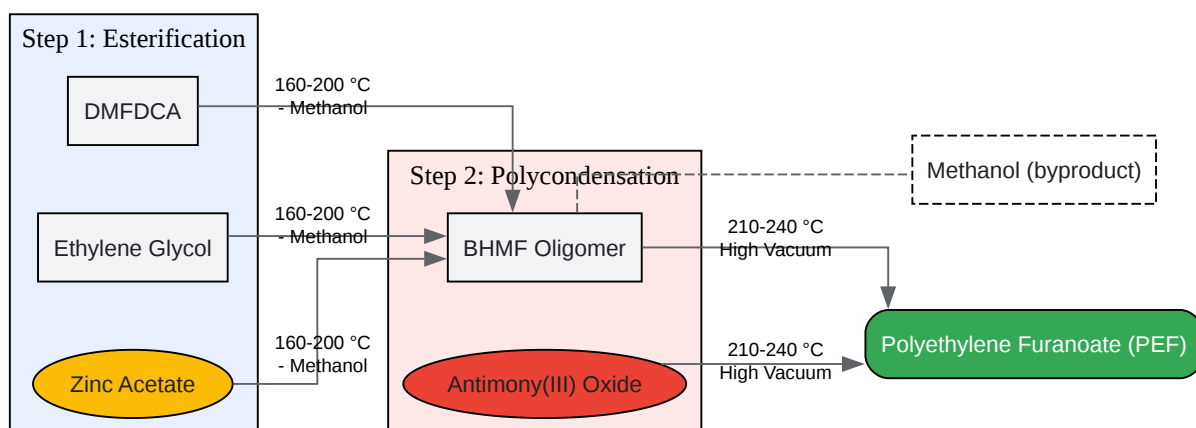 Step 1: Esterification
DMFDCA
160-200 °C
- Methanol
Step 2: Polycondensation
Methanol (byproduct)
Ethylene Glycol
160-200 °C
- Methanol
BHMF Oligomer
210-240 °C
High Vacuum
Zinc Acetate
160-200 °C
- Methanol
Antimony(III) Oxide
210-240 °C
High Vacuum
Polyethylene Furanoate (PEF)